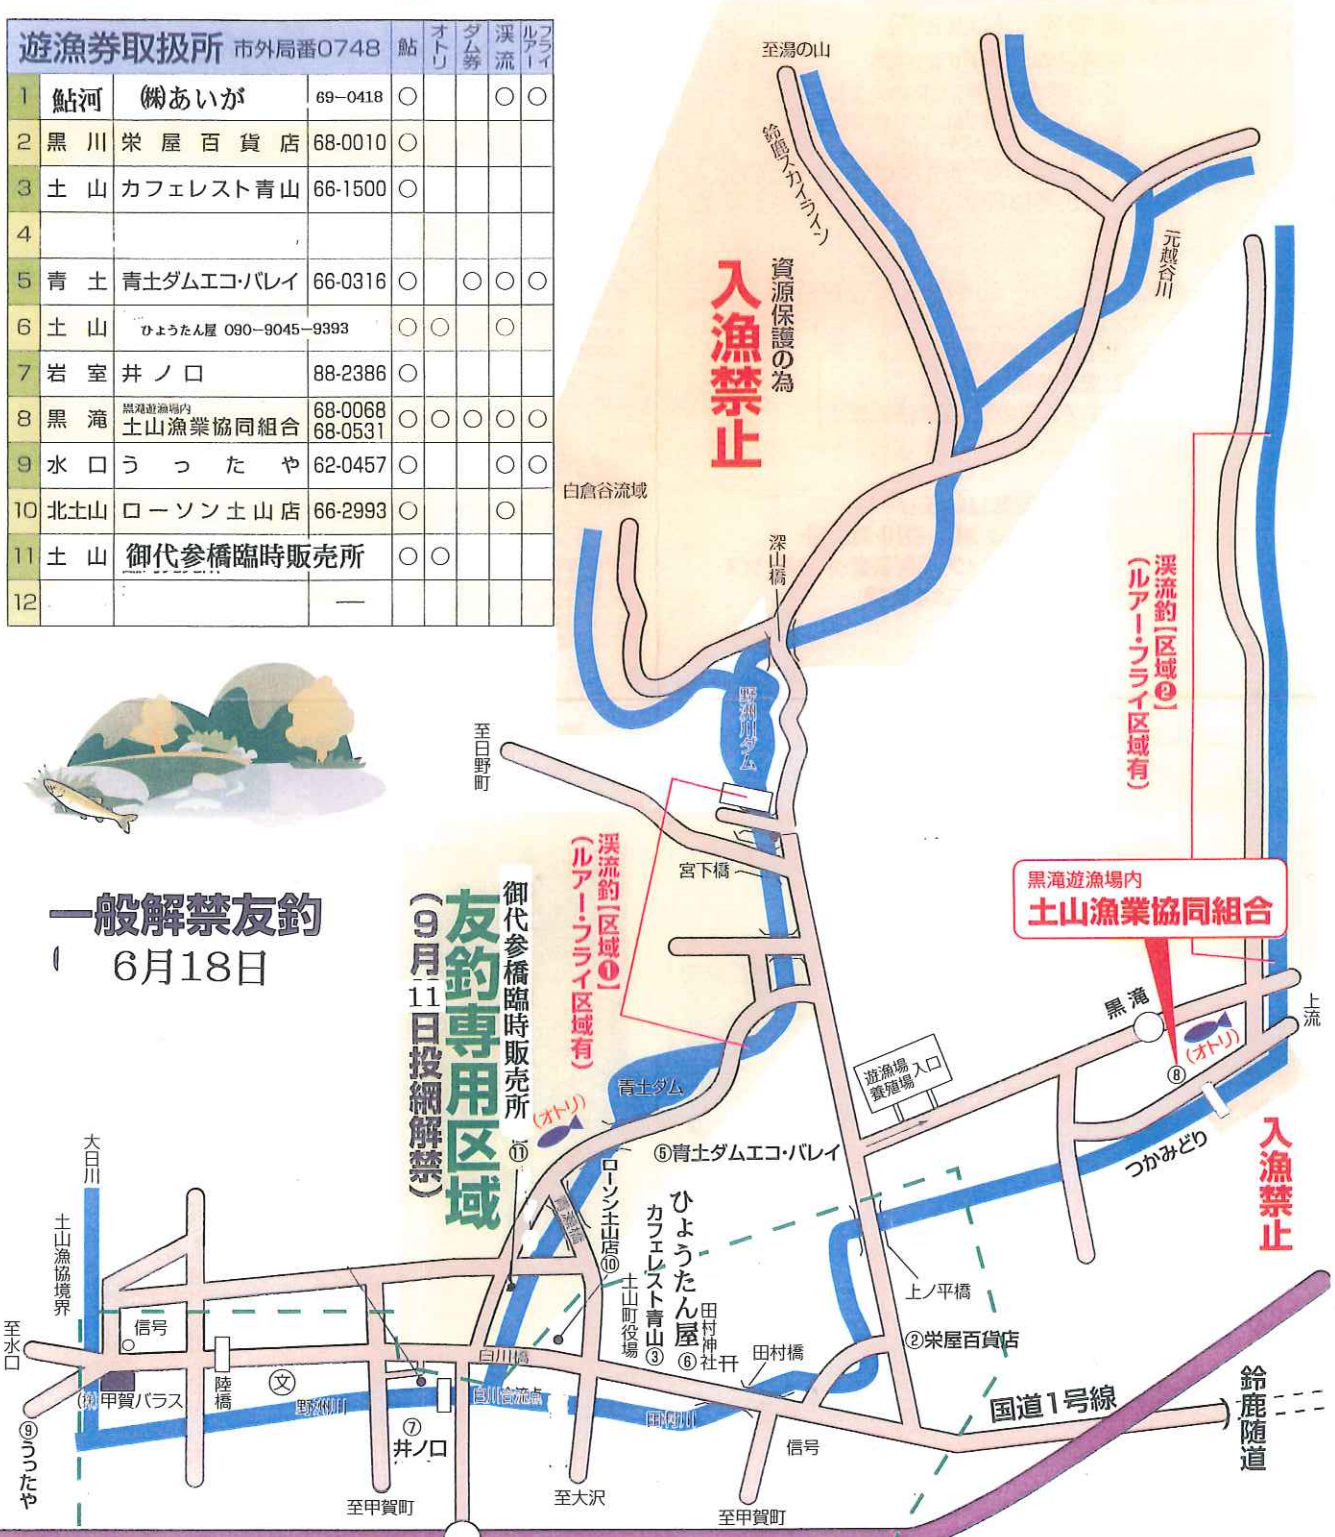 遊漁券取扱所 市外局番0748 鮎 オトリ ダム券 渓流 フライルアー
1 鮎河 ㈱あいが 69-0418 ○ ○ ○
2 黒川 栄屋百貨店 68-0010 ○
3 土山 カフェレスト青山 66-1500 ○
4
5 青土 青土ダムエコ・バレイ 66-0316 ○ ○ ○ ○
6 土山 ひょうたん屋 090-9045-9393 ○ ○ ○
7 岩室 井ノ口 88-2386 ○
8 黒滝 黒滝遊漁場内 土山漁業協同組合 68-0068 68-0531 ○ ○ ○ ○ ○
9 水口 うったや 62-0457 ○ ○ ○
10 北土山 ローソン土山店 66-2993 ○ ○
11 土山 御代参橋臨時販売所 ○ ○
12 —
至湯の山
鈴鹿スカイライン
元越谷川
資源保護の為
入漁禁止
白倉谷流域
深山橋
野洲川ダム
至日野町
宮下橋
渓流釣【区域❶】
(ルアー・フライ区域有)
渓流釣【区域❷】
(ルアー・フライ区域有)
黒滝遊漁場内
土山漁業協同組合
一般解禁友釣
6月18日
御代参橋臨時販売所
⑪
友釣専用区域
(9月11日投網解禁)
(オトリ)
青土ダム
⑤青土ダムエコ・バレイ
遊漁場
養殖場
入口
黒滝
上流
(オトリ)
⑧
つかみどり
入漁禁止
大日川
土山漁協境界
至水口
信号
㈱甲賀バラス
陸橋
文
野洲川
⑨うったや
⑦
井ノ口
至甲賀町
白川橋
白川合流点
ローソン土山店⑩
土山町役場
カフェレスト青山③
ひょうたん屋⑥
田村神社
田村橋
田村川
上ノ平橋
②栄屋百貨店
国道1号線
鈴鹿随道
信号
至大沢
至甲賀町